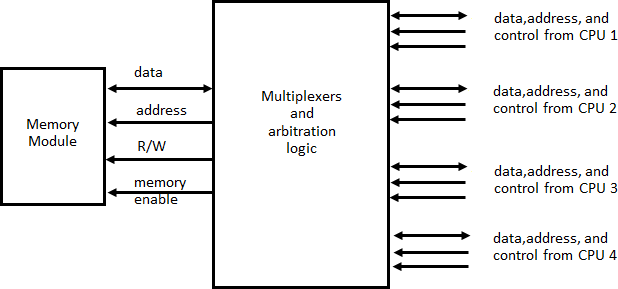 Memory
Module
data
address
R/W
memory
enable
Multiplexers
and
arbitration
logic
data,address, and
control from CPU 1
data,address, and
control from CPU 2
data,address, and
control from CPU 3
data,address, and
control from CPU 4